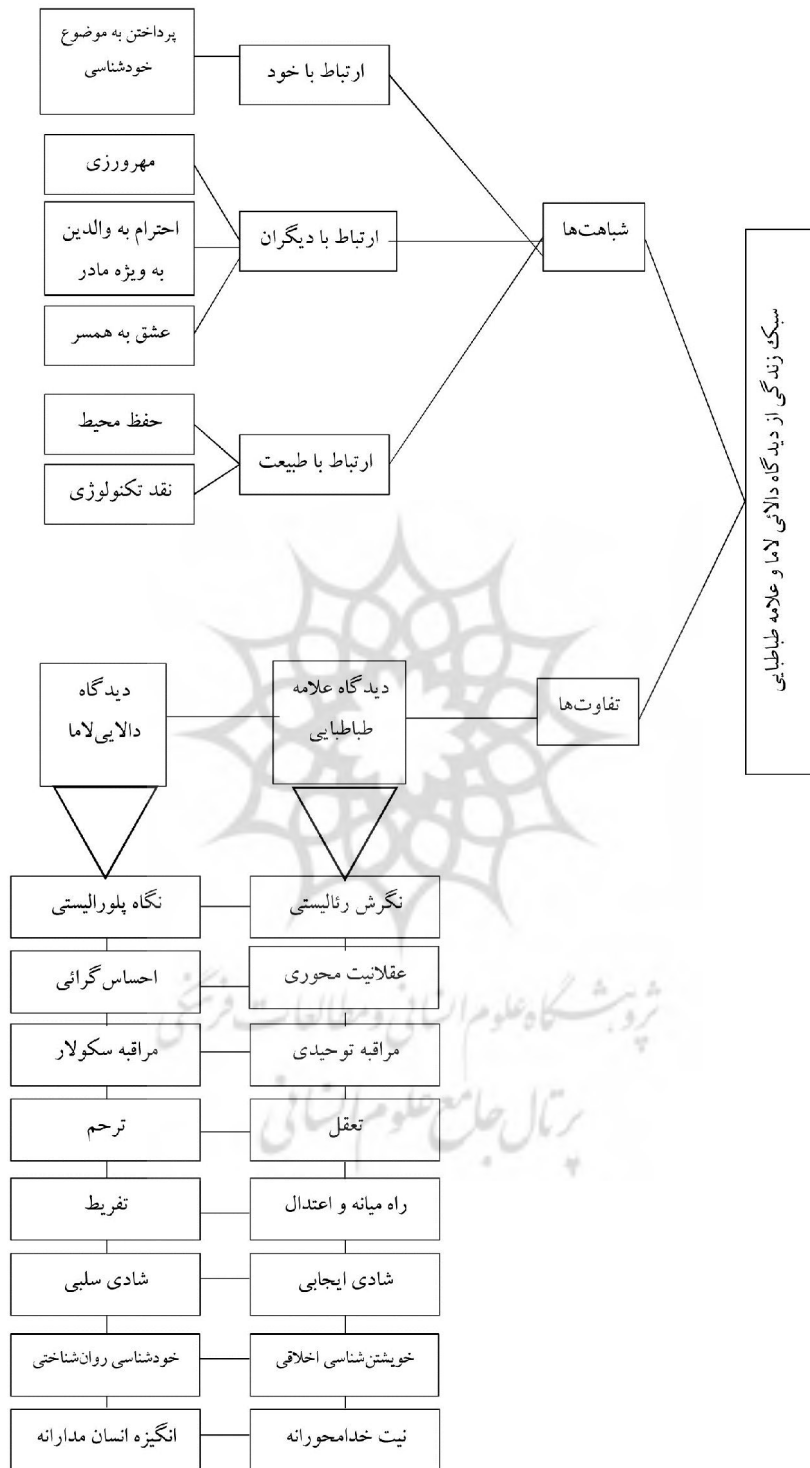 سبک زندگی از دیدگاه دالائی لاما و علامه طباطبایی
شباهت‌ها
ارتباط با خود
پرداختن به موضوع
خودشناسی
ارتباط با دیگران
مهرورزی
احترام به والدین
به ویژه مادر
عشق به همسر
ارتباط با طبیعت
حفظ محیط
نقد تکنولوژی
تفاوت‌ها
دیدگاه علامه
طباطبایی
دیدگاه
دالایی‌لاما
نگرش رئالیستی
نگاه پلورالیستی
عقلانیت محوری
احساس‌گرائی
مراقبه توحیدی
مراقبه سکولار
تعقل
ترحم
راه میانه و اعتدال
تفریط
شادی ایجابی
شادی سلبی
خویشتن‌شناسی اخلاقی
خودشناسی روان‌شناختی
نیت خدامحورانه
انگیزه انسان مدارانه
پژوهشگاه علوم انسانی و مطالعات فرهنگی
پرتال جامع علوم انسانی